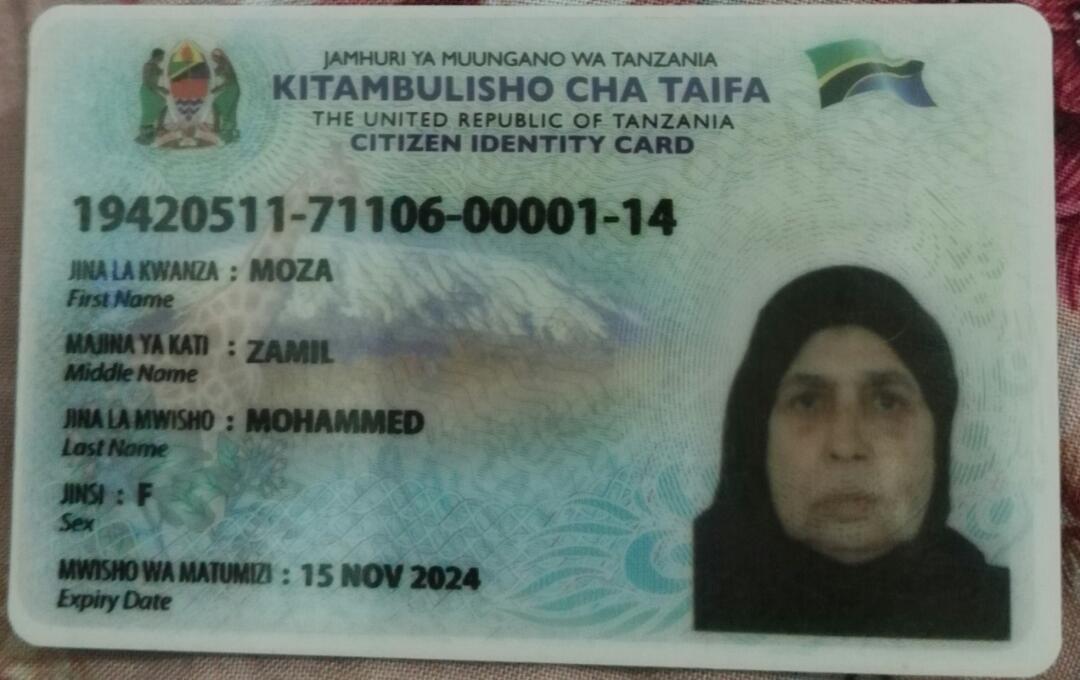 JAMHURI YA MUUNGANO WA TANZANIA
KITAMBULISHO CHA TAIFA
THE UNITED REPUBLIC OF TANZANIA
CITIZEN IDENTITY CARD
19420511-71106-00001-14
JINA LA KWANZA : MOZA
First Name
MAJINA YA KATI : ZAMIL
Middle Name
JINA LA MWISHO : MOHAMMED
Last Name
JINSI : F
Sex
MWISHO WA MATUMIZI : 15 NOV 2024
Expiry Date